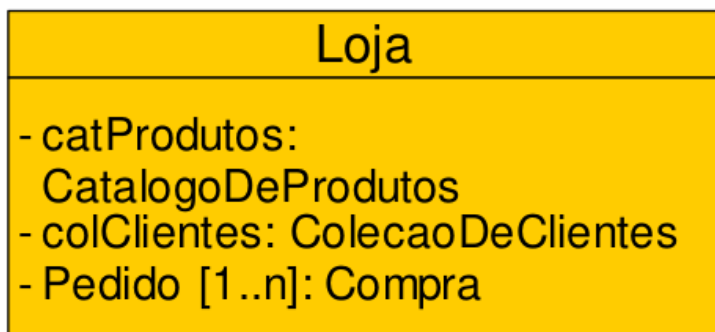 Loja
- catProdutos:
CatalogoDeProdutos
- colClientes: ColecaoDeClientes
- Pedido [1..n]: Compra